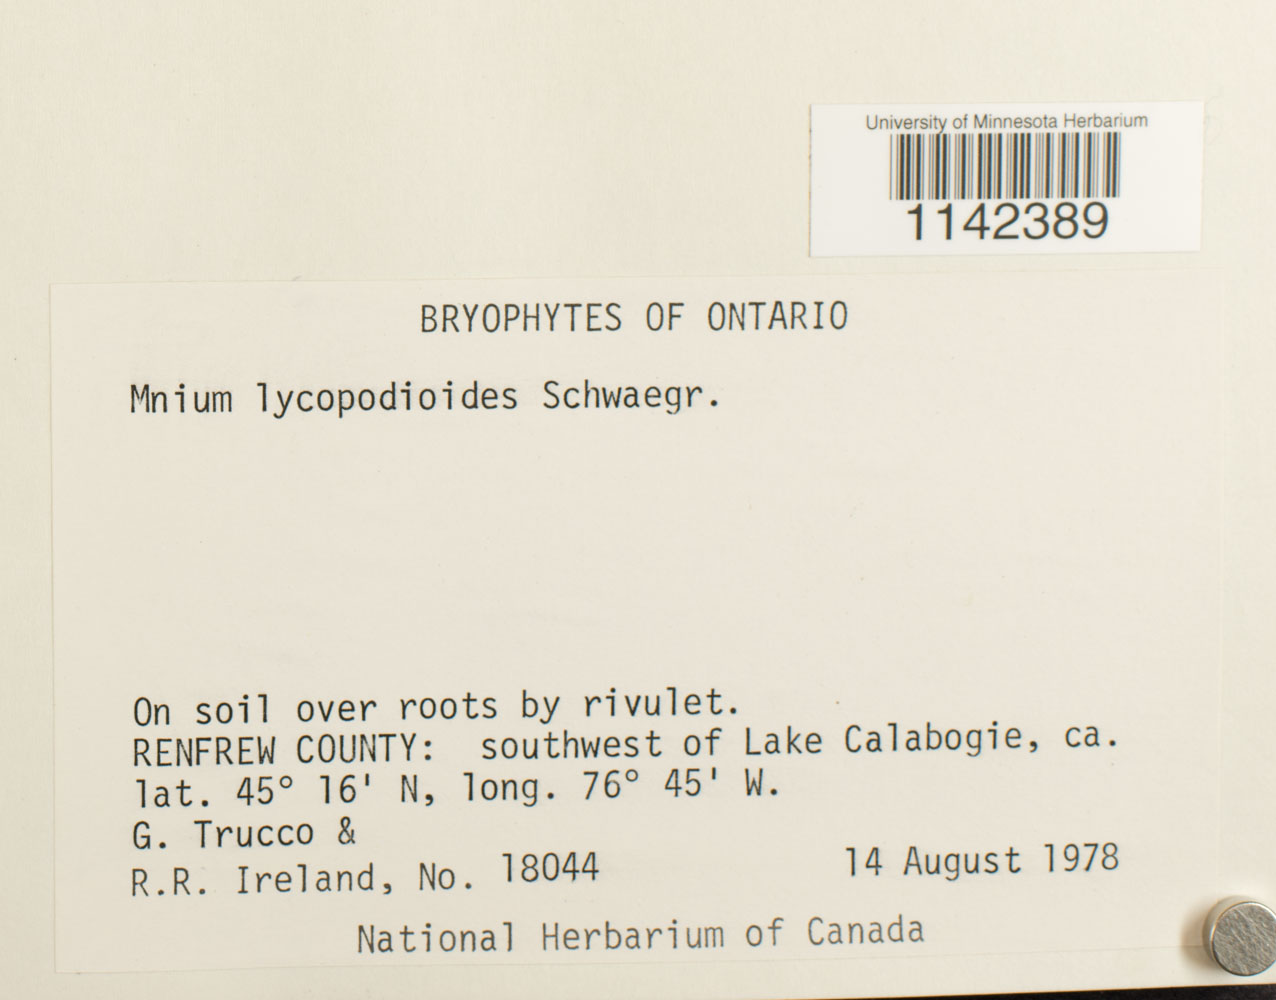 University of Minnesota Herbarium
1142389
BRYOPHYTES OF ONTARIO
Mnium lycopodioides Schwaegr.
On soil over roots by rivulet.
RENFREW COUNTY: southwest of Lake Calabogie, ca.
lat. 45° 16' N, long. 76° 45' W.
G. Trucco &
R.R. Ireland, No. 18044 14 August 1978
National Herbarium of Canada